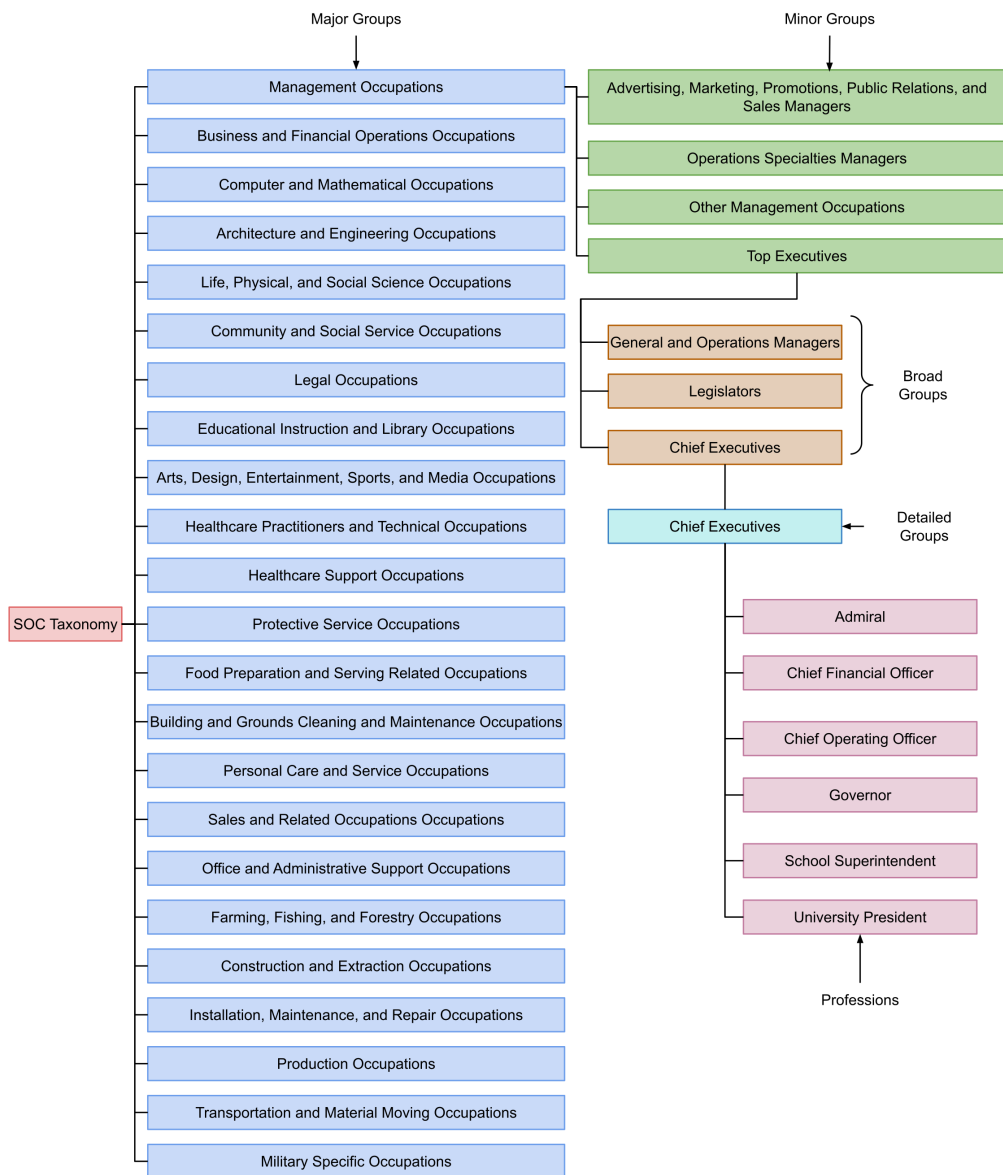 Major Groups
Minor Groups
Management Occupations
Business and Financial Operations Occupations
Computer and Mathematical Occupations
Architecture and Engineering Occupations
Life, Physical, and Social Science Occupations
Community and Social Service Occupations
Legal Occupations
Educational Instruction and Library Occupations
Arts, Design, Entertainment, Sports, and Media Occupations
Healthcare Practitioners and Technical Occupations
Healthcare Support Occupations
SOC Taxonomy
Protective Service Occupations
Food Preparation and Serving Related Occupations
Building and Grounds Cleaning and Maintenance Occupations
Personal Care and Service Occupations
Sales and Related Occupations Occupations
Office and Administrative Support Occupations
Farming, Fishing, and Forestry Occupations
Construction and Extraction Occupations
Installation, Maintenance, and Repair Occupations
Production Occupations
Transportation and Material Moving Occupations
Military Specific Occupations
Advertising, Marketing, Promotions, Public Relations, and
Sales Managers
Operations Specialties Managers
Other Management Occupations
Top Executives
General and Operations Managers
Legislators
Chief Executives
Broad
Groups
Chief Executives
Detailed
Groups
Admiral
Chief Financial Officer
Chief Operating Officer
Governor
School Superintendent
University President
Professions